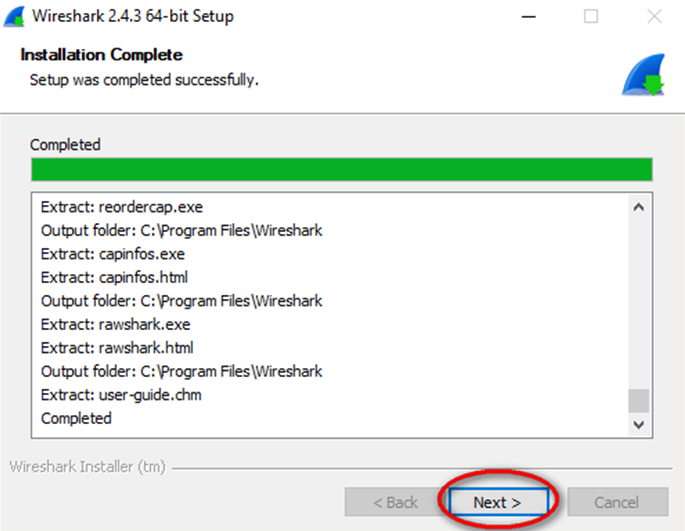 Wireshark 2.4.3 64-bit Setup
Installation Complete
Setup was completed successfully.
Completed
Extract: reordercap.exe
Output folder: C:\Program Files\Wireshark
Extract: capinfos.exe
Extract: capinfos.html
Output folder: C:\Program Files\Wireshark
Extract: rawshark.exe
Extract: rawshark.html
Output folder: C:\Program Files\Wireshark
Extract: user-guide.chm
Completed
Wireshark Installer (tm)
< Back Next > Cancel